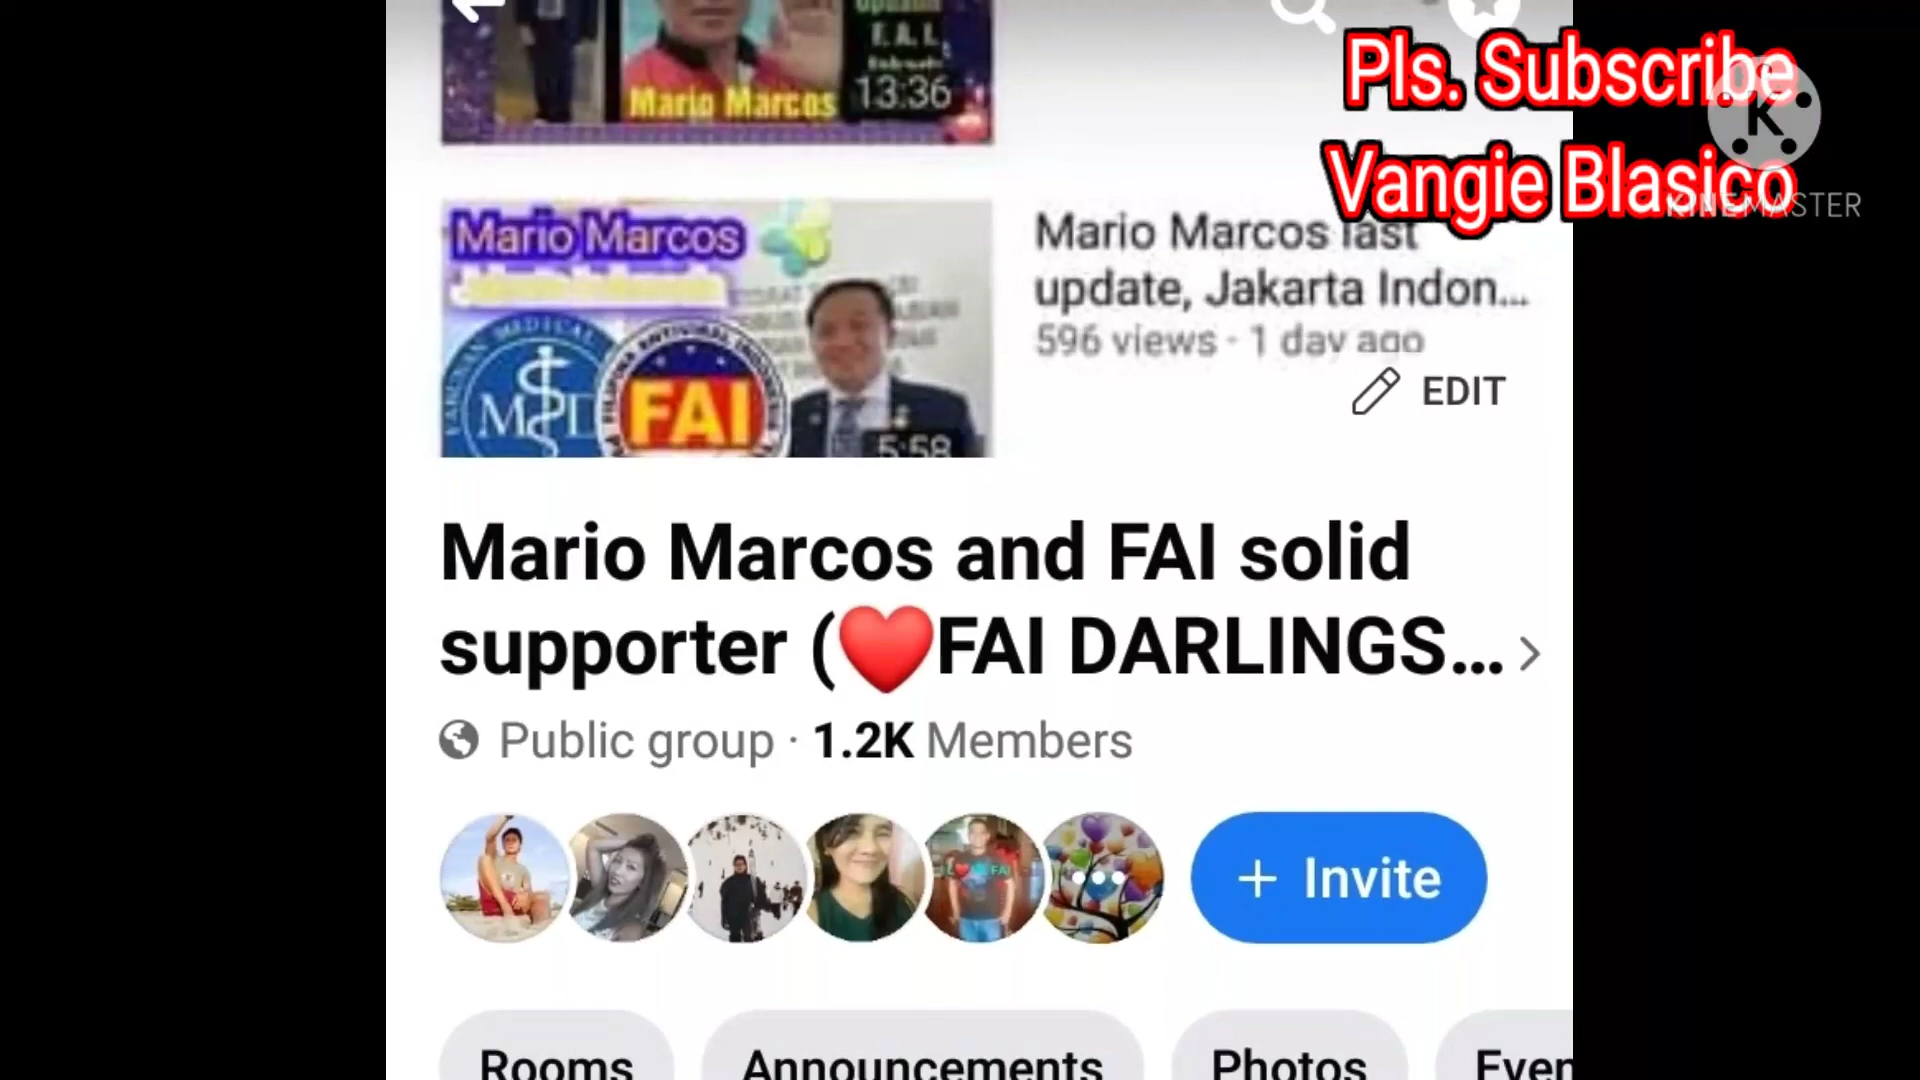 F.A.I.
Mario Marcos
13:36
Pls. Subscribe
Vangie Blasico
K
KINEMASTER
Mario Marcos
FAI
5:58
Mario Marcos last
update, Jakarta Indon...
596 views · 1 day ago
EDIT
Mario Marcos and FAI solid
supporter (❤️FAI DARLINGS...
Public group · 1.2K Members
+ Invite
Rooms
Announcements
Photos
Even